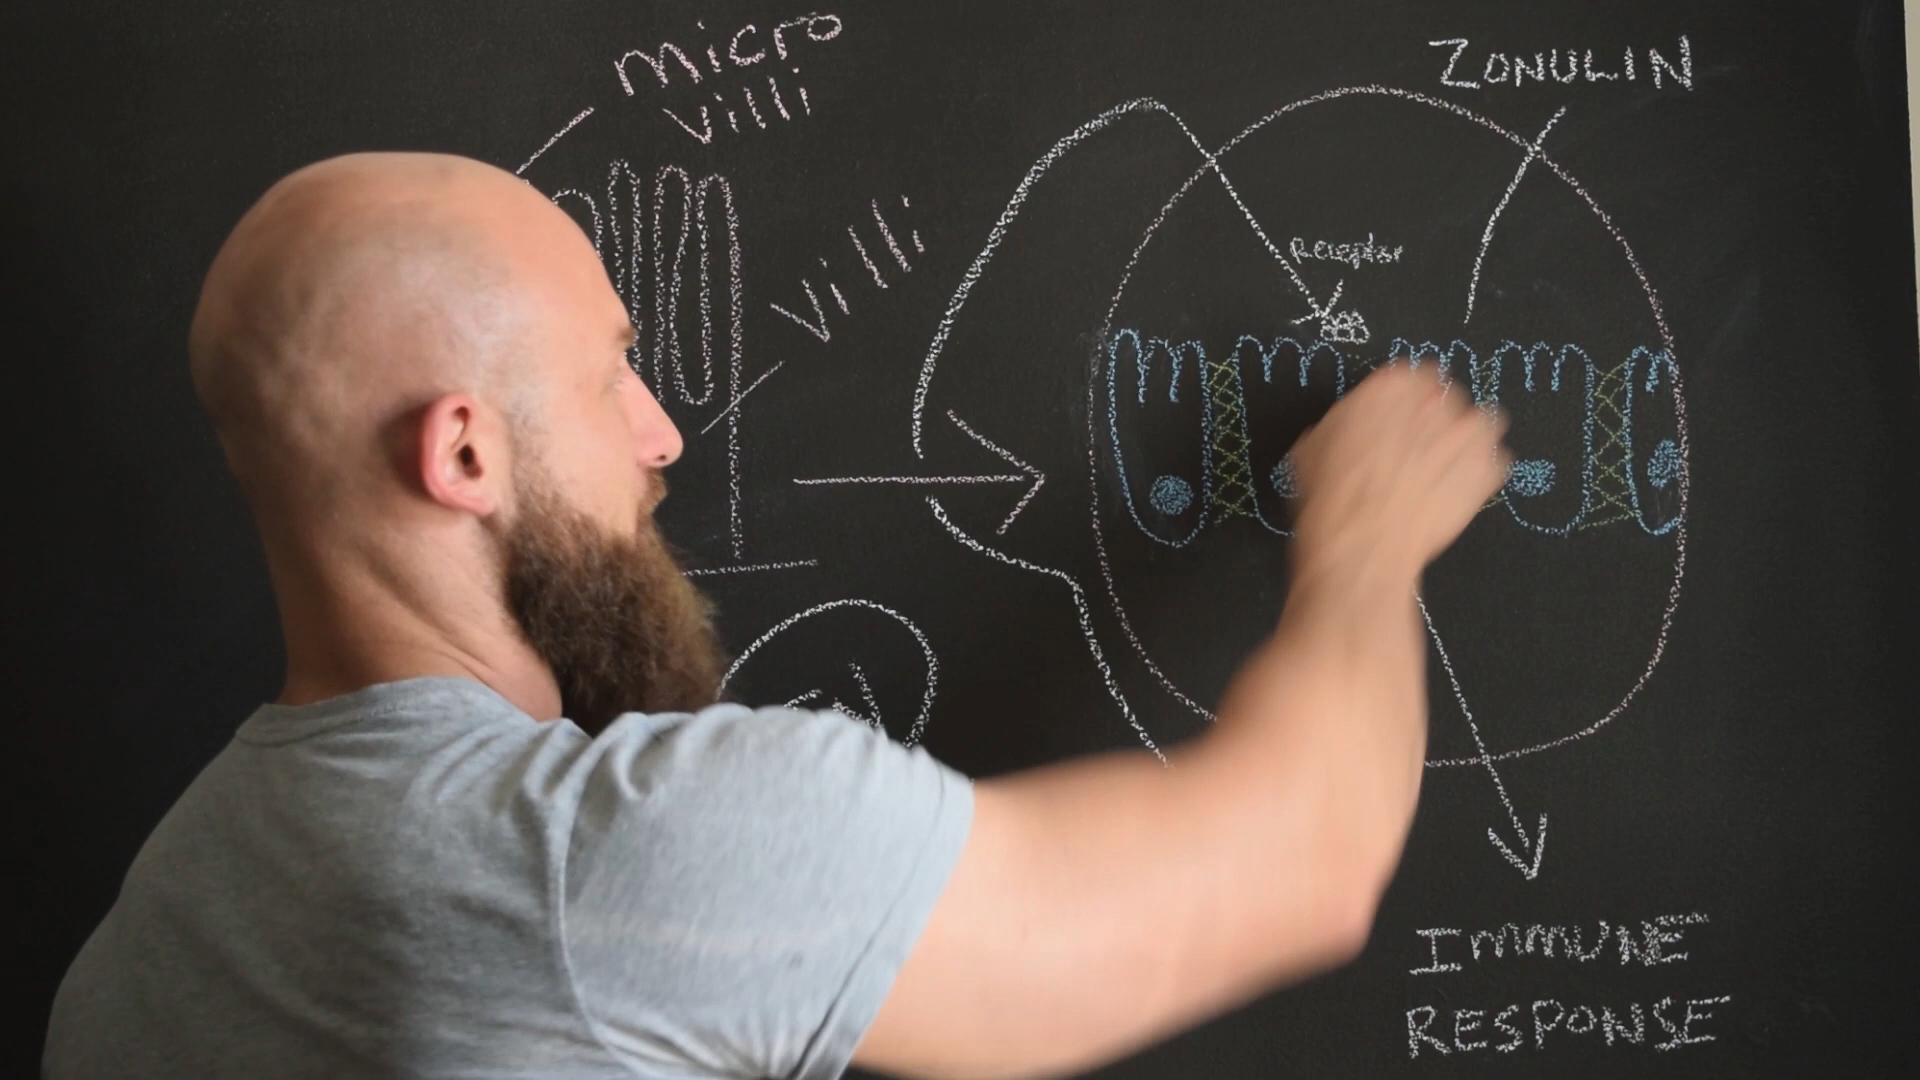 micro
villi
villi
ZONULIN
Receptor
IMMUNE
RESPONSE